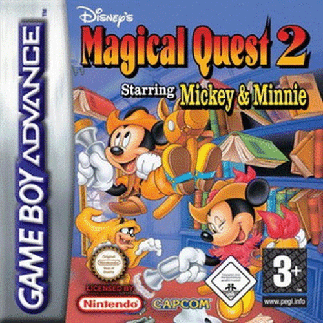 GAME BOY ADVANCE
Disney's
Magical Quest 2
Starring Mickey & Minnie
LICENSED BY
Nintendo
CAPCOM
3+
www.pegi.info